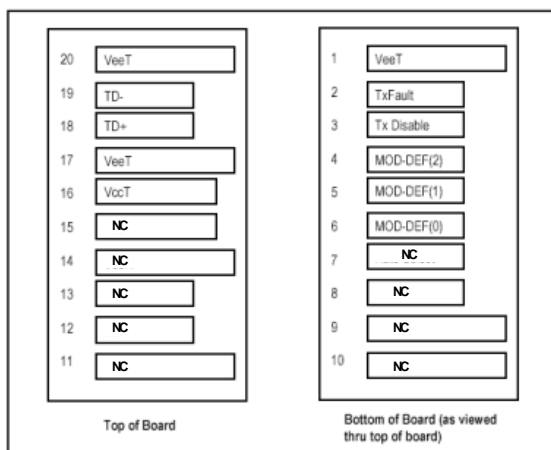 20 VeeT
19 TD-
18 TD+
17 VeeT
16 VccT
15 NC
14 NC
13 NC
12 NC
11 NC
Top of Board
1 VeeT
2 TxFault
3 Tx Disable
4 MOD-DEF(2)
5 MOD-DEF(1)
6 MOD-DEF(0)
7 NC
8 NC
9 NC
10 NC
Bottom of Board (as viewed
thru top of board)